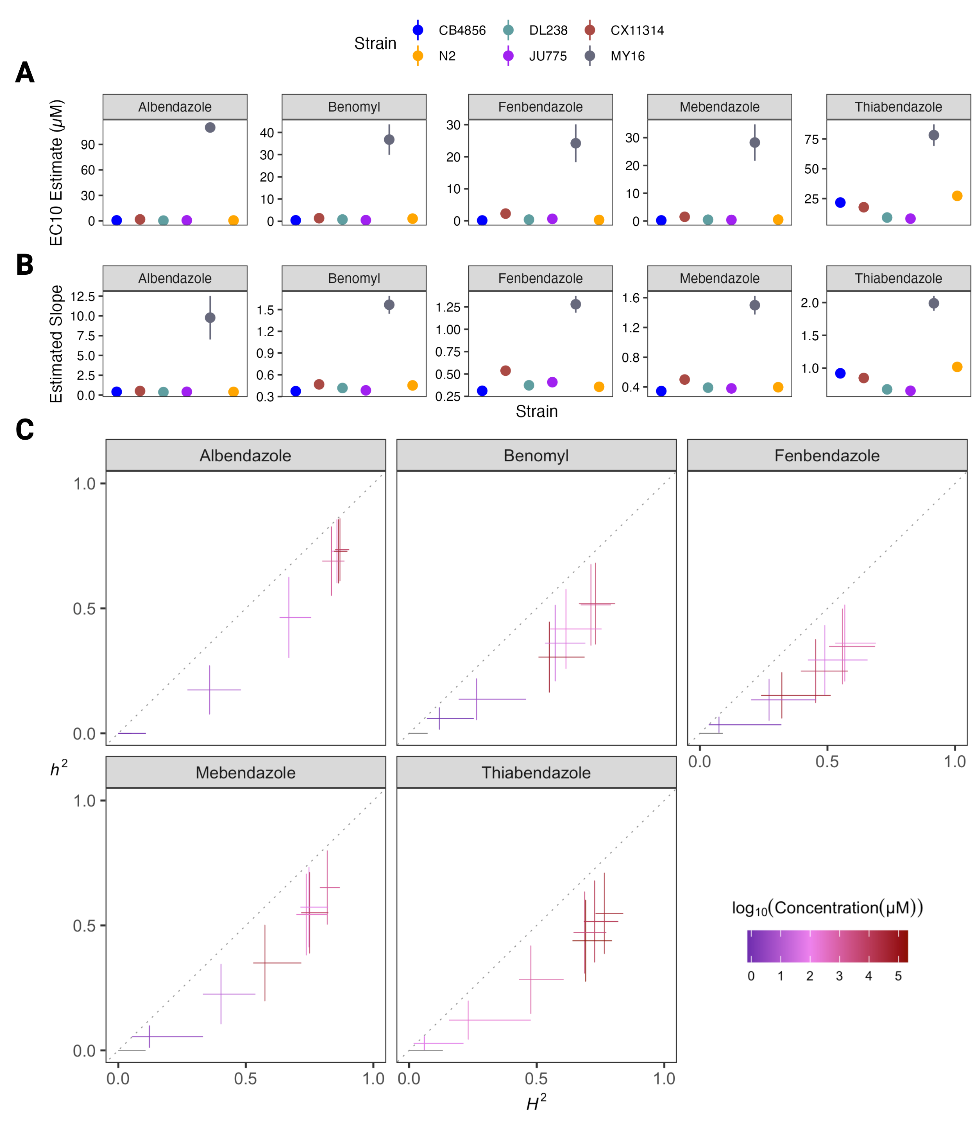 Strain
CB4856 DL238 CX11314
N2 JU775 MY16
A
EC10 Estimate (µM)
Albendazole Benomyl Fenbendazole Mebendazole Thiabendazole
90
60
30
0
40
30
20
10
0
30
20
10
0
30
20
10
0
75
50
25
B
Estimated Slope
Albendazole Benomyl Fenbendazole Mebendazole Thiabendazole
12.5
10.0
7.5
5.0
2.5
0.0
1.5
1.2
0.9
0.6
0.3
1.25
1.00
0.75
0.50
0.25
1.6
1.2
0.8
0.4
2.0
1.5
1.0
Strain
C
Albendazole Benomyl Fenbendazole
1.0
0.5
0.0
0.0 0.5 1.0
h²
Mebendazole Thiabendazole
1.0
0.5
0.0
0.0 0.5 1.0 0.0 0.5 1.0
H²
log₁₀(Concentration(µM))
0 1 2 3 4 5